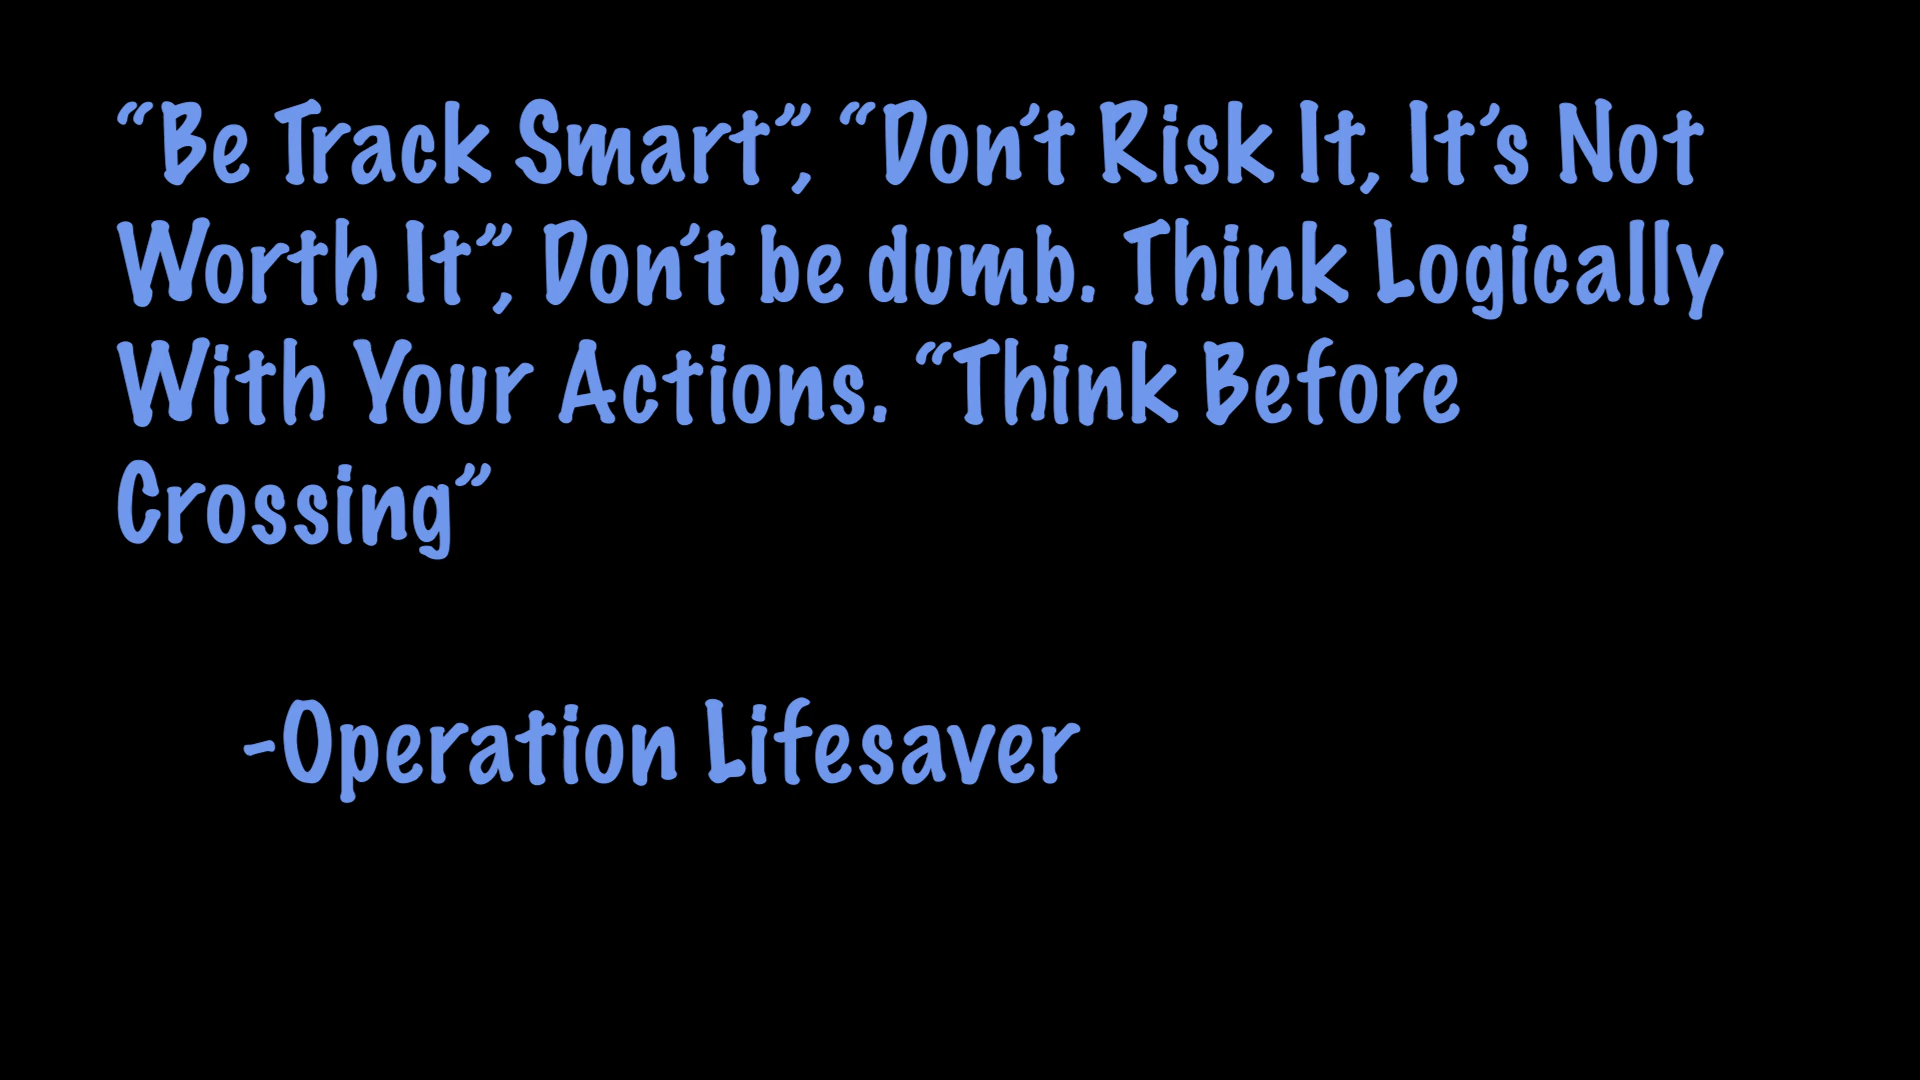 “Be Track Smart”, “Don’t Risk It, It’s Not
Worth It”, Don’t be dumb. Think Logically
With Your Actions. “Think Before
Crossing”
-Operation Lifesaver